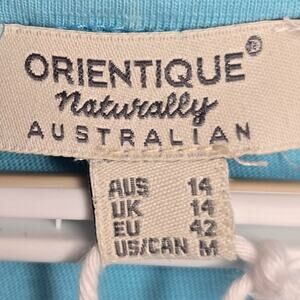 ORIENTIQUE®
Naturally
AUSTRALIAN
AUS 14
UK 14
EU 42
US/CAN M